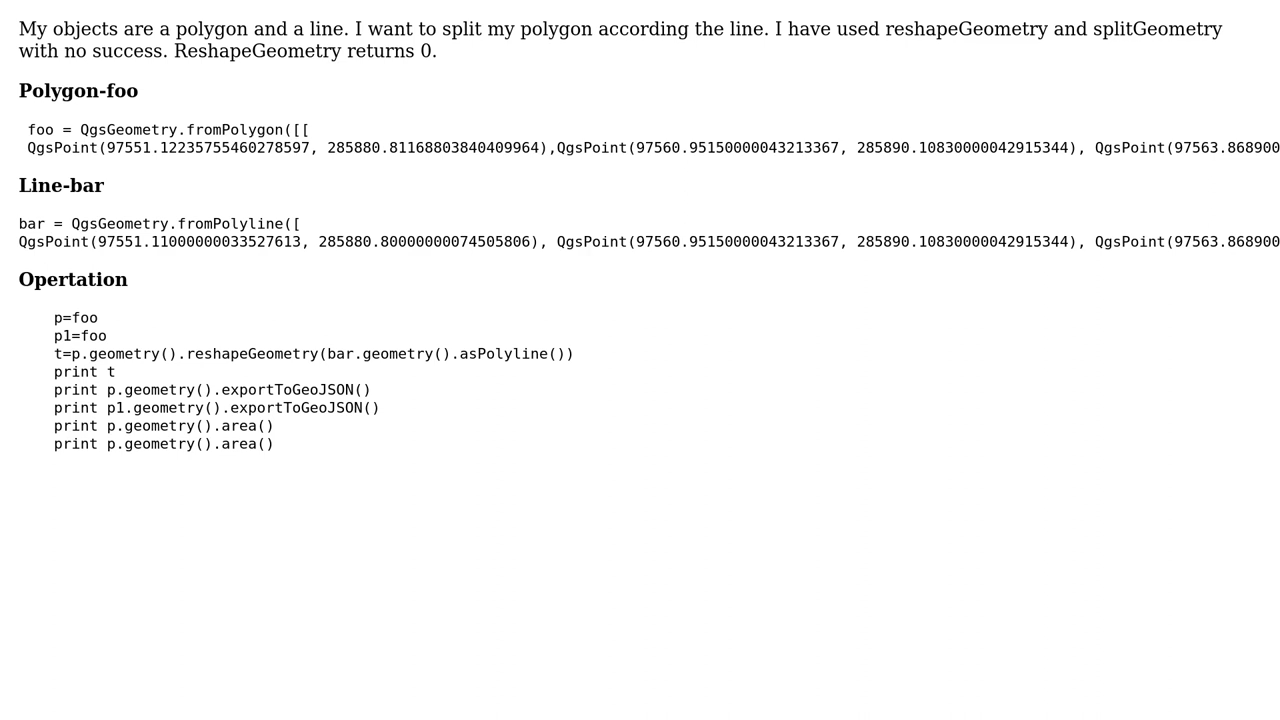 My objects are a polygon and a line. I want to split my polygon according the line. I have used reshapeGeometry and splitGeometry
with no success. ReshapeGeometry returns 0.
Polygon-foo
foo = QgsGeometry.fromPolygon([[
QgsPoint(97551.12235755460278597, 285880.81168803840409964),QgsPoint(97560.95150000043213367, 285890.10830000042915344), QgsPoint(97563.868900
Line-bar
bar = QgsGeometry.fromPolyline([
QgsPoint(97551.11000000033527613, 285880.80000000074505806), QgsPoint(97560.95150000043213367, 285890.10830000042915344), QgsPoint(97563.868900
Opertation
p=foo
p1=foo
t=p.geometry().reshapeGeometry(bar.geometry().asPolyline())
print t
print p.geometry().exportToGeoJSON()
print p1.geometry().exportToGeoJSON()
print p.geometry().area()
print p.geometry().area()